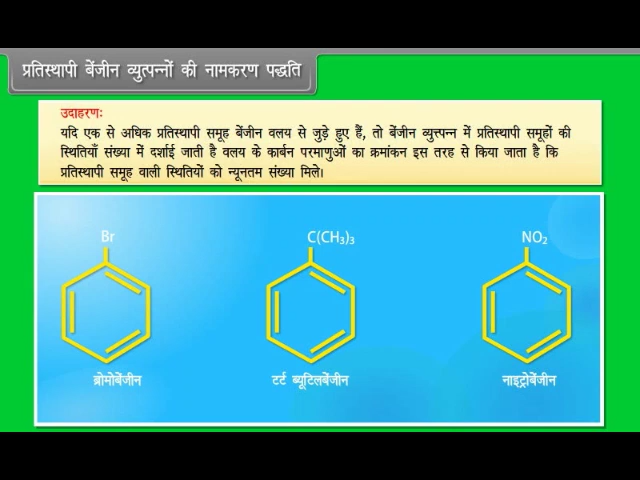 प्रतिस्थापी बेंजीन व्युत्पन्नों की नामकरण पद्धति
उदाहरणः
यदि एक से अधिक प्रतिस्थापी समूह बेंजीन वलय से जुड़े हुए हैं, तो बेंजीन व्युत्त्पन्न में प्रतिस्थापी समूहों की
स्थितियाँ संख्या में दर्शाई जाती है वलय के कार्बन परमाणुओं का क्रमांकन इस तरह से किया जाता है कि
प्रतिस्थापी समूह वाली स्थितियों को न्यूनतम संख्या मिले।
Br
C(CH₃)₃
NO₂
ब्रोमोबेंजीन
टर्ट ब्यूटिलबेंजीन
नाइट्रोबेंजीन